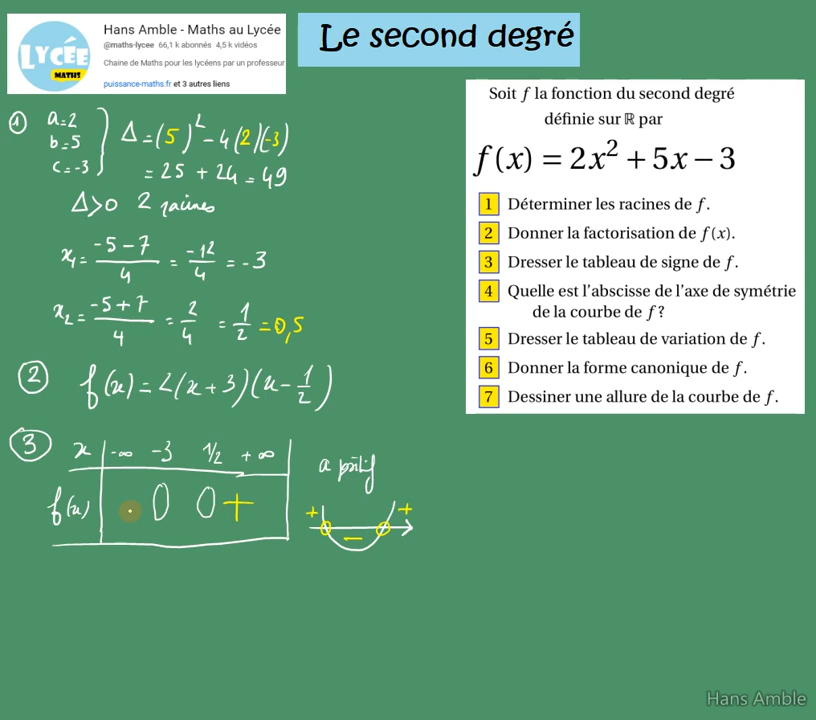 Hans Amble - Maths au Lycée
@maths-lycee 66,1 k abonnés 4,5 k vidéos
Chaine de Maths pour les lycéens par un professeur
puissance-maths.fr et 3 autres liens
LYCÉE
MATHS
Le second degré
Soit f la fonction du second degré
définie sur ℝ par
f(x) = 2x² + 5x − 3
1 Déterminer les racines de f.
2 Donner la factorisation de f(x).
3 Dresser le tableau de signe de f.
4 Quelle est l'abscisse de l'axe de symétrie
de la courbe de f ?
5 Dresser le tableau de variation de f.
6 Donner la forme canonique de f.
7 Dessiner une allure de la courbe de f.
① a=2
b=5
c=-3
Δ = (5)² − 4(2)(-3)
= 25 + 24 = 49
Δ>0 2 racines
x₁ = (-5-7)/4 = -12/4 = -3
x₂ = (-5+7)/4 = 2/4 = 1/2 = 0,5
② f(x) = 2(x+3)(x − 1/2)
③ x -∞ -3 1/2 +∞
f(x) 0 0 +
a positif
+ − +
Hans Amble